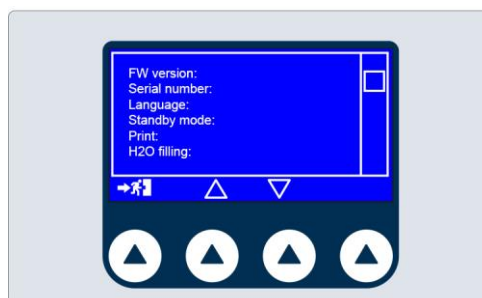 FW version:
Serial number:
Language:
Standby mode:
Print:
H2O filling: